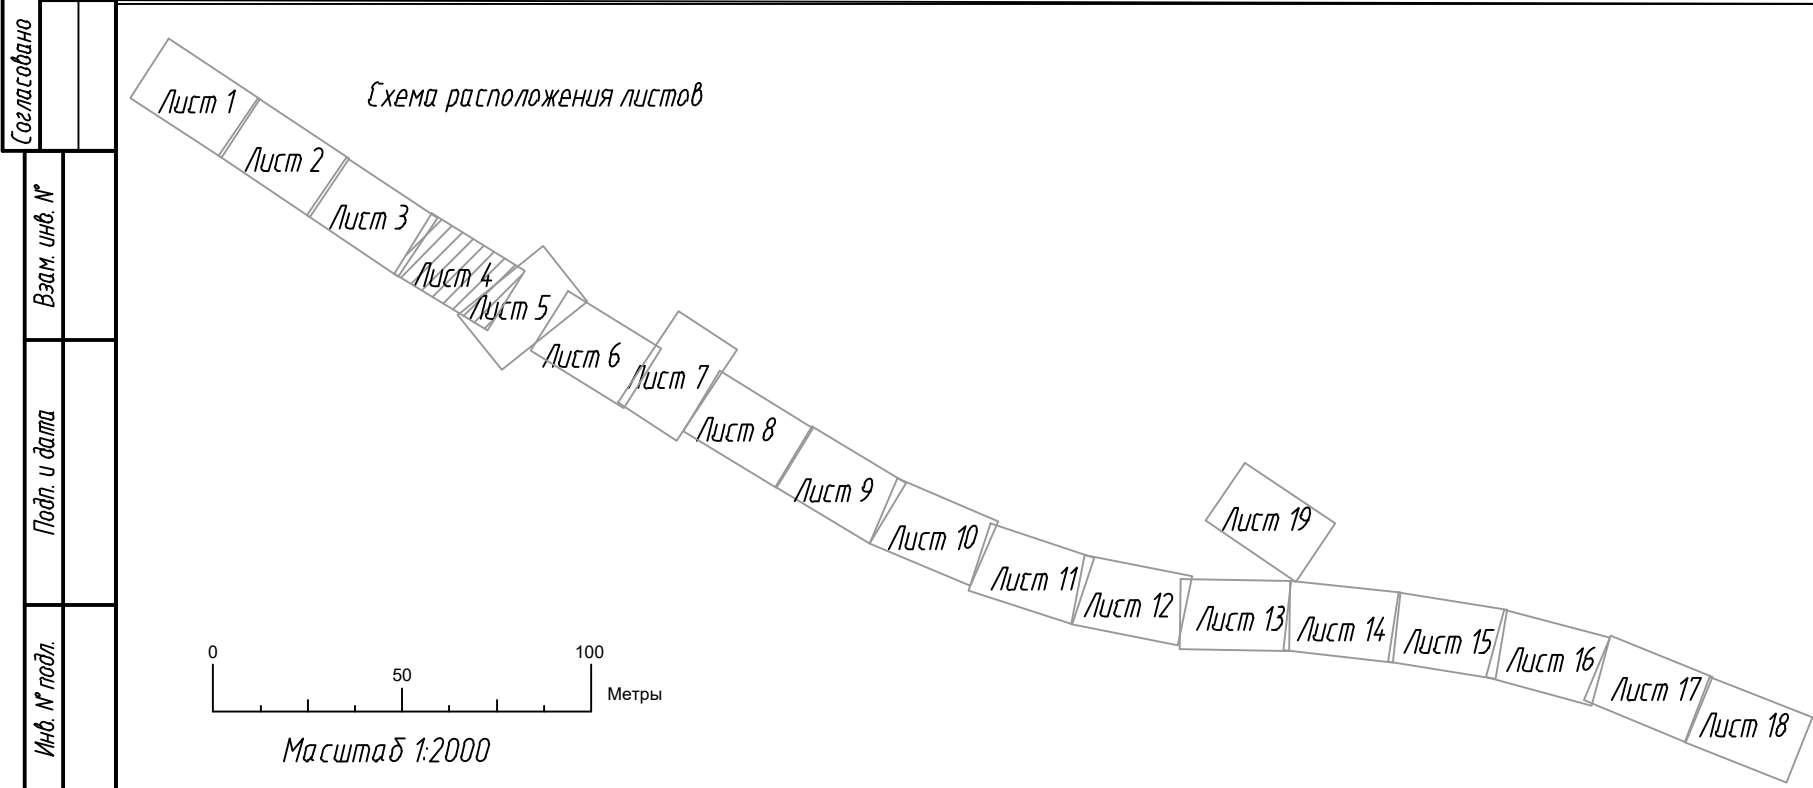 Согласовано
Взам. инв. №
Подп. и дата
Инв. № подл.
Схема расположения листов
Лист 1
Лист 2
Лист 3
Лист 4
Лист 5
Лист 6
Лист 7
Лист 8
Лист 9
Лист 10
Лист 11
Лист 12
Лист 13
Лист 14
Лист 15
Лист 16
Лист 17
Лист 18
Лист 19
0
50
100
Метры
Масштаб 1:2000